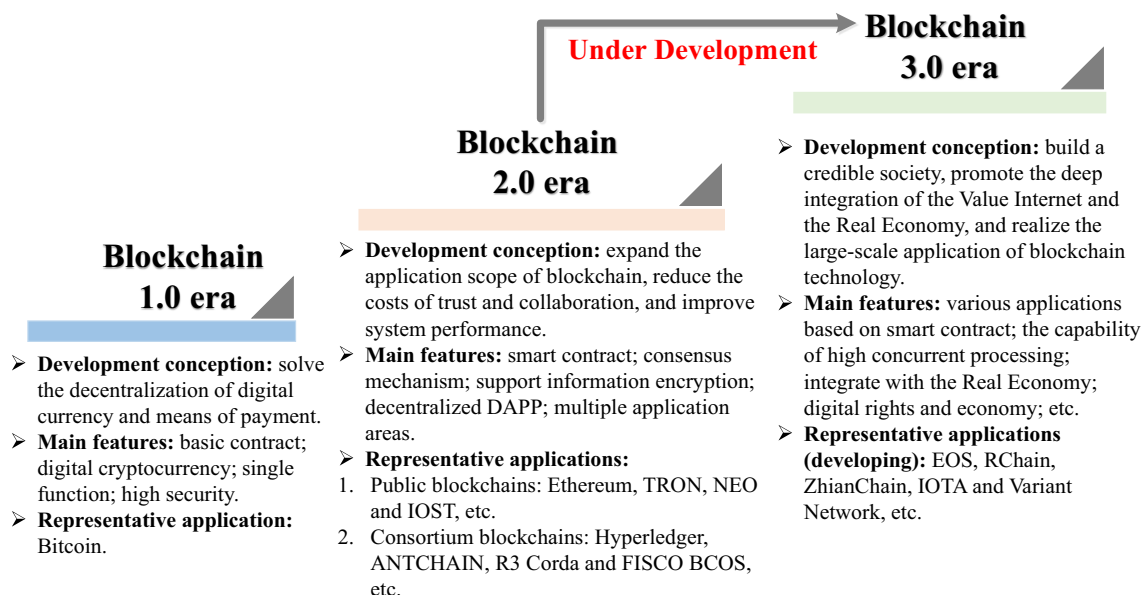 Blockchain
1.0 era
➢ Development conception: solve
the decentralization of digital
currency and means of payment.
➢ Main features: basic contract;
digital cryptocurrency; single
function; high security.
➢ Representative application:
Bitcoin.
Blockchain
2.0 era
➢ Development conception: expand the
application scope of blockchain, reduce the
costs of trust and collaboration, and improve
system performance.
➢ Main features: smart contract; consensus
mechanism; support information encryption;
decentralized DAPP; multiple application
areas.
➢ Representative applications:
1. Public blockchains: Ethereum, TRON, NEO
and IOST, etc.
2. Consortium blockchains: Hyperledger,
ANTCHAIN, R3 Corda and FISCO BCOS,
etc.
Under Development
Blockchain
3.0 era
➢ Development conception: build a
credible society, promote the deep
integration of the Value Internet and
the Real Economy, and realize the
large-scale application of blockchain
technology.
➢ Main features: various applications
based on smart contract; the capability
of high concurrent processing;
integrate with the Real Economy;
digital rights and economy; etc.
➢ Representative applications
(developing): EOS, RChain,
ZhianChain, IOTA and Variant
Network, etc.